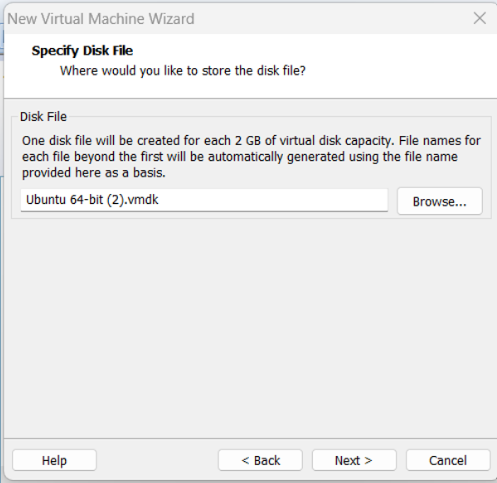 New Virtual Machine Wizard
Specify Disk File
Where would you like to store the disk file?
Disk File
One disk file will be created for each 2 GB of virtual disk capacity. File names for
each file beyond the first will be automatically generated using the file name
provided here as a basis.
Ubuntu 64-bit (2).vmdk
Browse...
Help
< Back
Next >
Cancel